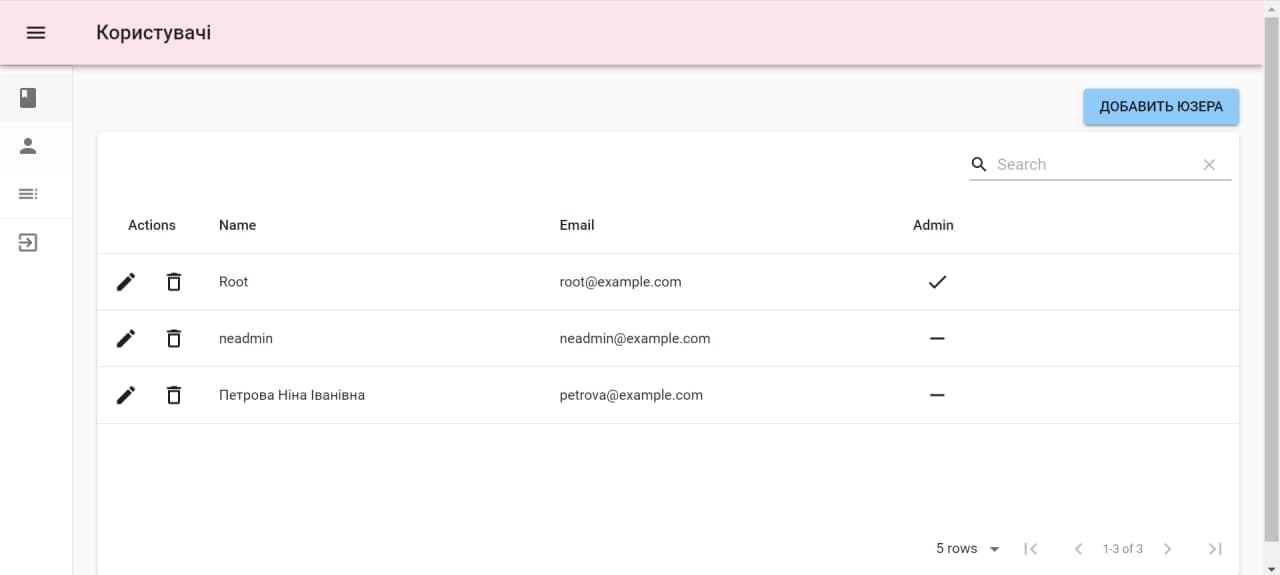 Користувачі
ДОБАВИТЬ ЮЗЕРА
Search
Actions Name Email Admin
Root root@example.com
neadmin neadmin@example.com
Петрова Ніна Іванівна petrova@example.com
5 rows 1-3 of 3